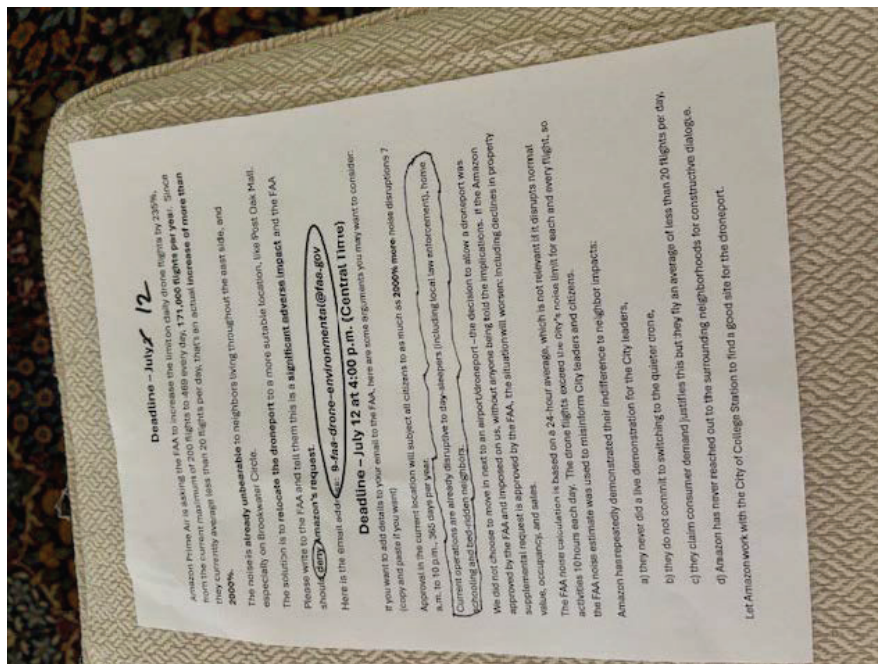 Deadline – July 12
Amazon Prime Air is asking the FAA to increase the limit on daily drone flights by 235%,
from the current maximum of 200 flights to 469 every day, 171,000 flights per year. Since
they currently average less than 20 flights per day, that's an actual increase of more than
2000%.
The noise is already unbearable to neighbors living throughout the east side, and
especially on Brookwater Circle.
The solution is to relocate the droneport to a more suitable location, like Post Oak Mall.
Please write to the FAA and tell them this is a significant adverse impact and the FAA
should deny Amazon's request.
Here is the email address: 9-faa-drone-environmental@faa.gov
Deadline – July 12 at 4:00 p.m. (Central Time)
If you want to add details to your email to the FAA, here are some arguments you may want to consider:
(copy and paste if you want)
Approval in the current location will subject all citizens to as much as 2000% more noise disruptions 7
a.m. to 10 p.m., 365 days per year.
Current operations are already disruptive to day-sleepers (including local law enforcement), home
schooling and bed-ridden neighbors.
We did not choose to move in next to an airport/droneport – the decision to allow a droneport was
approved by the FAA and imposed on us, without anyone being told the implications. If the Amazon
supplemental request is approved by the FAA, the situation will worsen: including declines in property
value, occupancy, and sales.
The FAA noise calculation is based on a 24-hour average, which is not relevant if it disrupts normal
activities 10 hours each day. The drone flights exceed the City's noise limit for each and every flight, so
the FAA noise estimate was used to misinform City leaders and citizens.
Amazon has repeatedly demonstrated their indifference to neighbor impacts:
a) they never did a live demonstration for the City leaders,
b) they do not commit to switching to the quieter drone,
c) they claim consumer demand justifies this but they fly an average of less than 20 flights per day,
d) Amazon has never reached out to the surrounding neighborhoods for constructive dialogue.
Let Amazon work with the City of College Station to find a good site for the droneport.